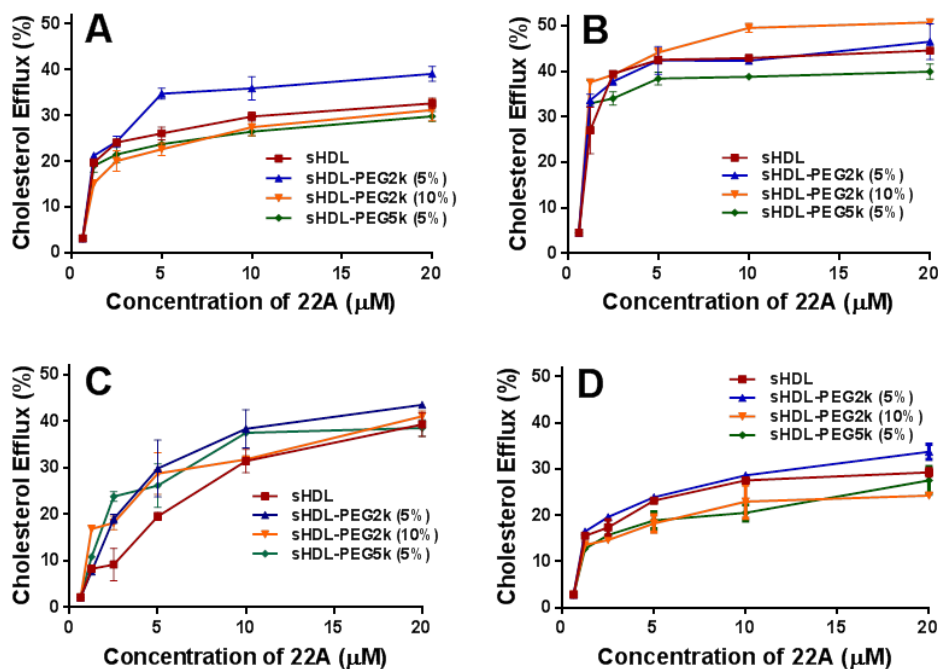 A
Cholesterol Efflux (%)
50
40
30
20
10
0
sHDL
sHDL-PEG2k (5%)
sHDL-PEG2k (10%)
sHDL-PEG5k (5%)
0 5 10 15 20
Concentration of 22A (μM)
B
Cholesterol Efflux (%)
50
40
30
20
10
0
sHDL
sHDL-PEG2k (5%)
sHDL-PEG2k (10%)
sHDL-PEG5k (5%)
0 5 10 15 20
Concentration of 22A (μM)
C
Cholesterol Efflux (%)
50
40
30
20
10
0
sHDL
sHDL-PEG2k (5%)
sHDL-PEG2k (10%)
sHDL-PEG5k (5%)
0 5 10 15 20
Concentration of 22A (μM)
D
Cholesterol Efflux (%)
50
40
30
20
10
0
sHDL
sHDL-PEG2k (5%)
sHDL-PEG2k (10%)
sHDL-PEG5k (5%)
0 5 10 15 20
Concentration of 22A (μM)